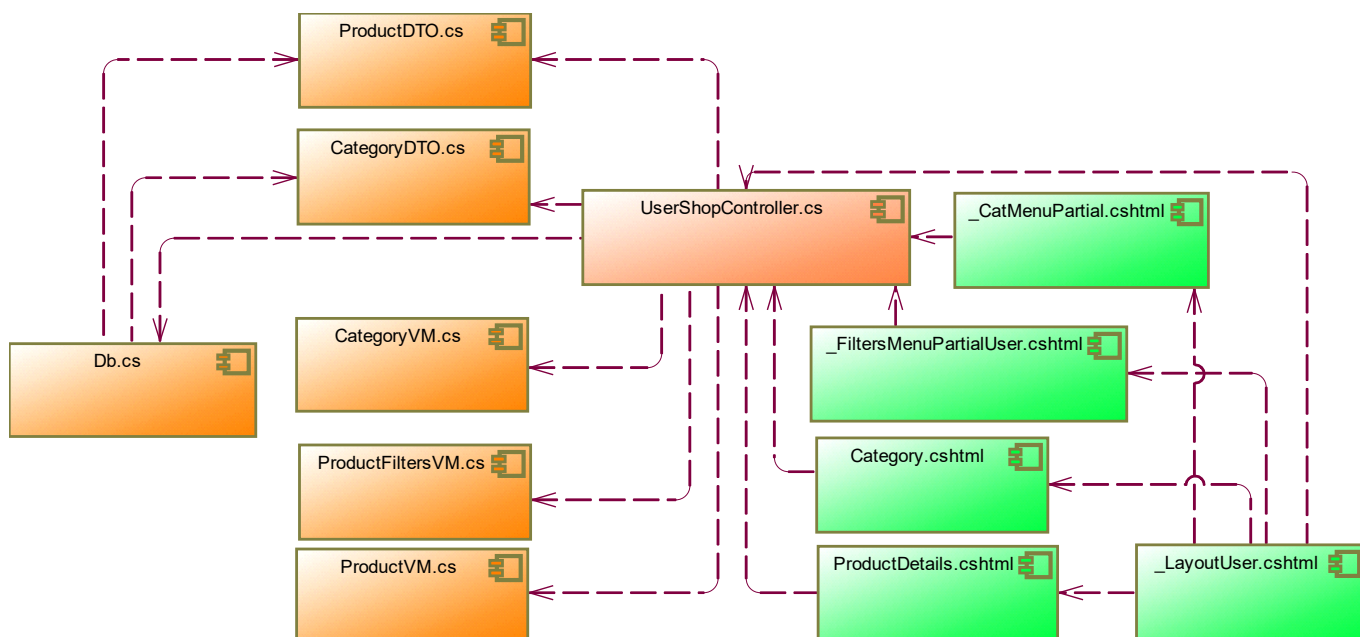 ProductDTO.cs
CategoryDTO.cs
UserShopController.cs
_CatMenuPartial.cshtml
CategoryVM.cs
_FiltersMenuPartialUser.cshtml
Db.cs
ProductFiltersVM.cs
Category.cshtml
ProductVM.cs
ProductDetails.cshtml
_LayoutUser.cshtml